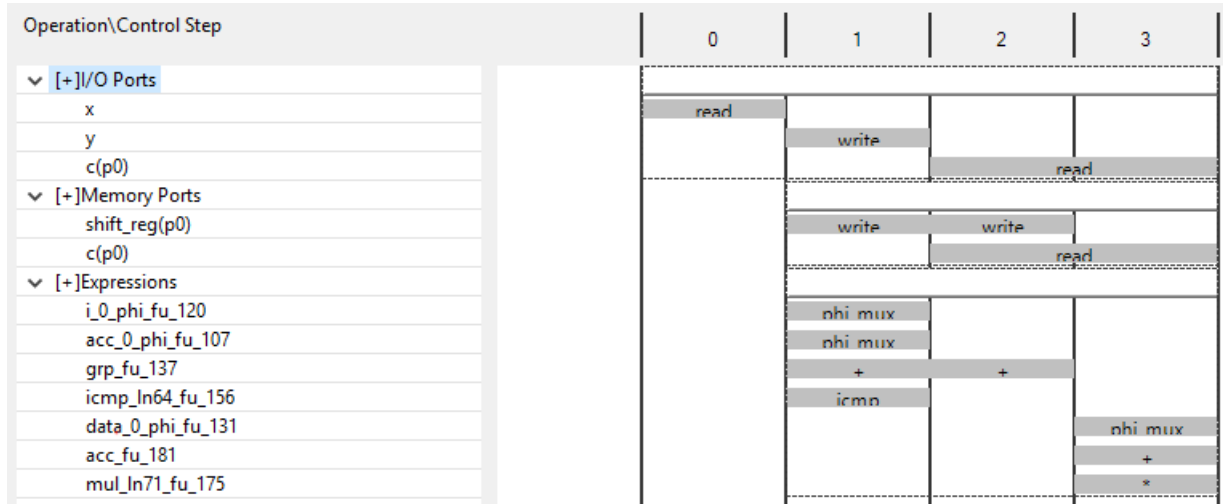 Operation\Control Step 0 1 2 3
[+]I/O Ports
x read
y write
c(p0) read
[+]Memory Ports
shift_reg(p0) write write
c(p0) read
[+]Expressions
i_0_phi_fu_120 phi_mux
acc_0_phi_fu_107 phi_mux
grp_fu_137 + +
icmp_ln64_fu_156 icmp
data_0_phi_fu_131 phi_mux
acc_fu_181 +
mul_ln71_fu_175 *